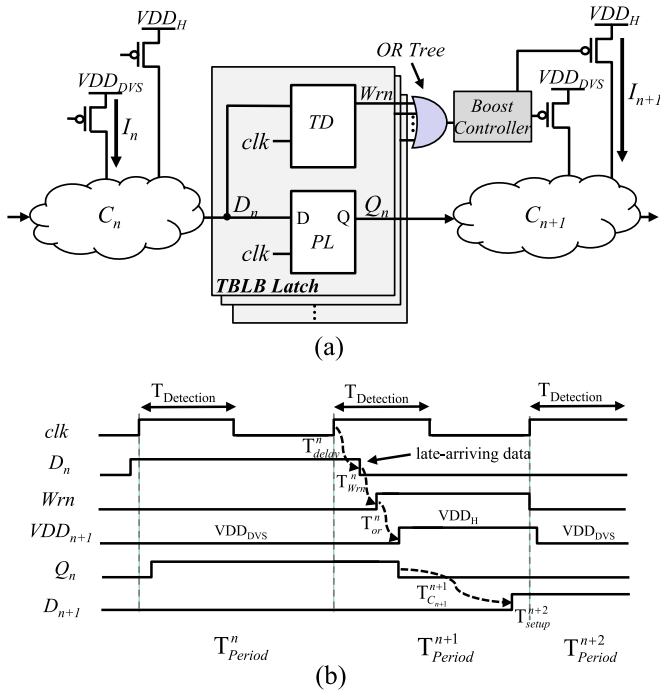 VDD_H
VDD_DVS
I_n
C_n
clk
TD
Wrn
OR Tree
Boost
Controller
VDD_H
VDD_DVS
I_n+1
D_n
D
Q
PL
clk
Q_n
C_n+1
TBLB Latch
(a)
T_Detection
T_Detection
T_Detection
clk
T^n_delay
late-arriving data
D_n
T^n_Wrn
Wrn
T^n_or
VDD_n+1
VDD_DVS
VDD_H
VDD_DVS
Q_n
T^n+1_C_n+1
D_n+1
T^n+2_setup
T^n_Period
T^n+1_Period
T^n+2_Period
(b)